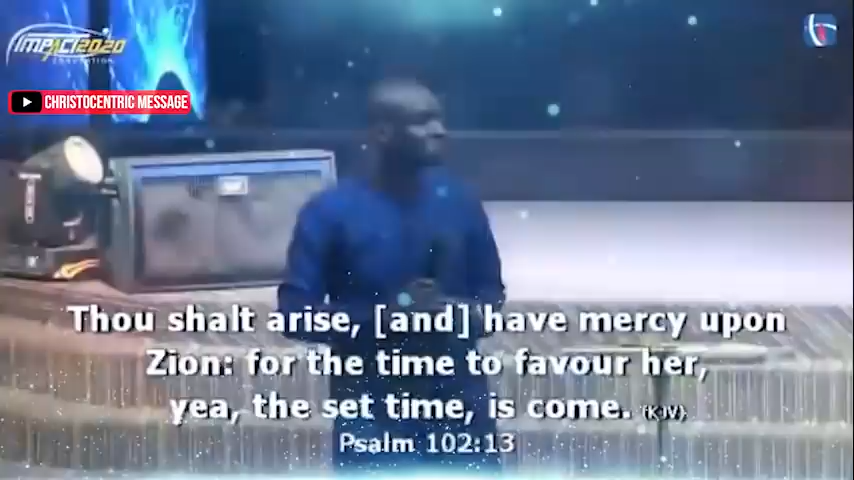 IMPACT2020
CONVENTION
CHRISTOCENTRIC MESSAGE
Thou shalt arise, [and] have mercy upon
Zion: for the time to favour her,
yea, the set time, is come. {KJV}
Psalm 102:13